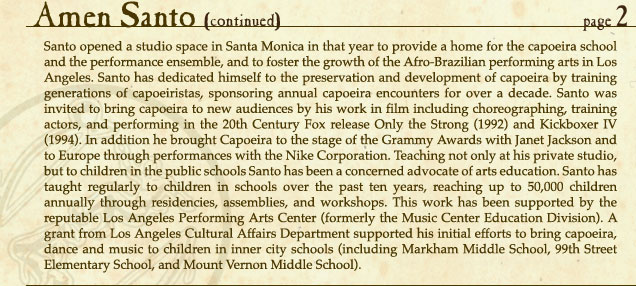 Amen Santo (continued) page 2
Santo opened a studio space in Santa Monica in that year to provide a home for the capoeira school
and the performance ensemble, and to foster the growth of the Afro-Brazilian performing arts in Los
Angeles. Santo has dedicated himself to the preservation and development of capoeira by training
generations of capoeiristas, sponsoring annual capoeira encounters for over a decade. Santo was
invited to bring capoeira to new audiences by his work in film including choreographing, training
actors, and performing in the 20th Century Fox release Only the Strong (1992) and Kickboxer IV
(1994). In addition he brought Capoeira to the stage of the Grammy Awards with Janet Jackson and
to Europe through performances with the Nike Corporation. Teaching not only at his private studio,
but to children in the public schools Santo has been a concerned advocate of arts education. Santo has
taught regularly to children in schools over the past ten years, reaching up to 50,000 children
annually through residencies, assemblies, and workshops. This work has been supported by the
reputable Los Angeles Performing Arts Center (formerly the Music Center Education Division). A
grant from Los Angeles Cultural Affairs Department supported his initial efforts to bring capoeira,
dance and music to children in inner city schools (including Markham Middle School, 99th Street
Elementary School, and Mount Vernon Middle School).